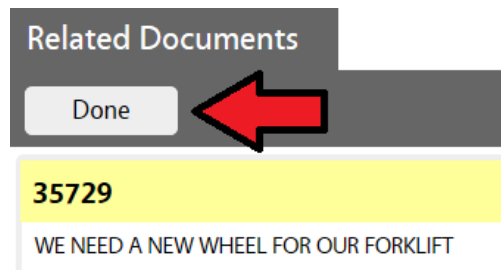 Related Documents
Done
35729
WE NEED A NEW WHEEL FOR OUR FORKLIFT